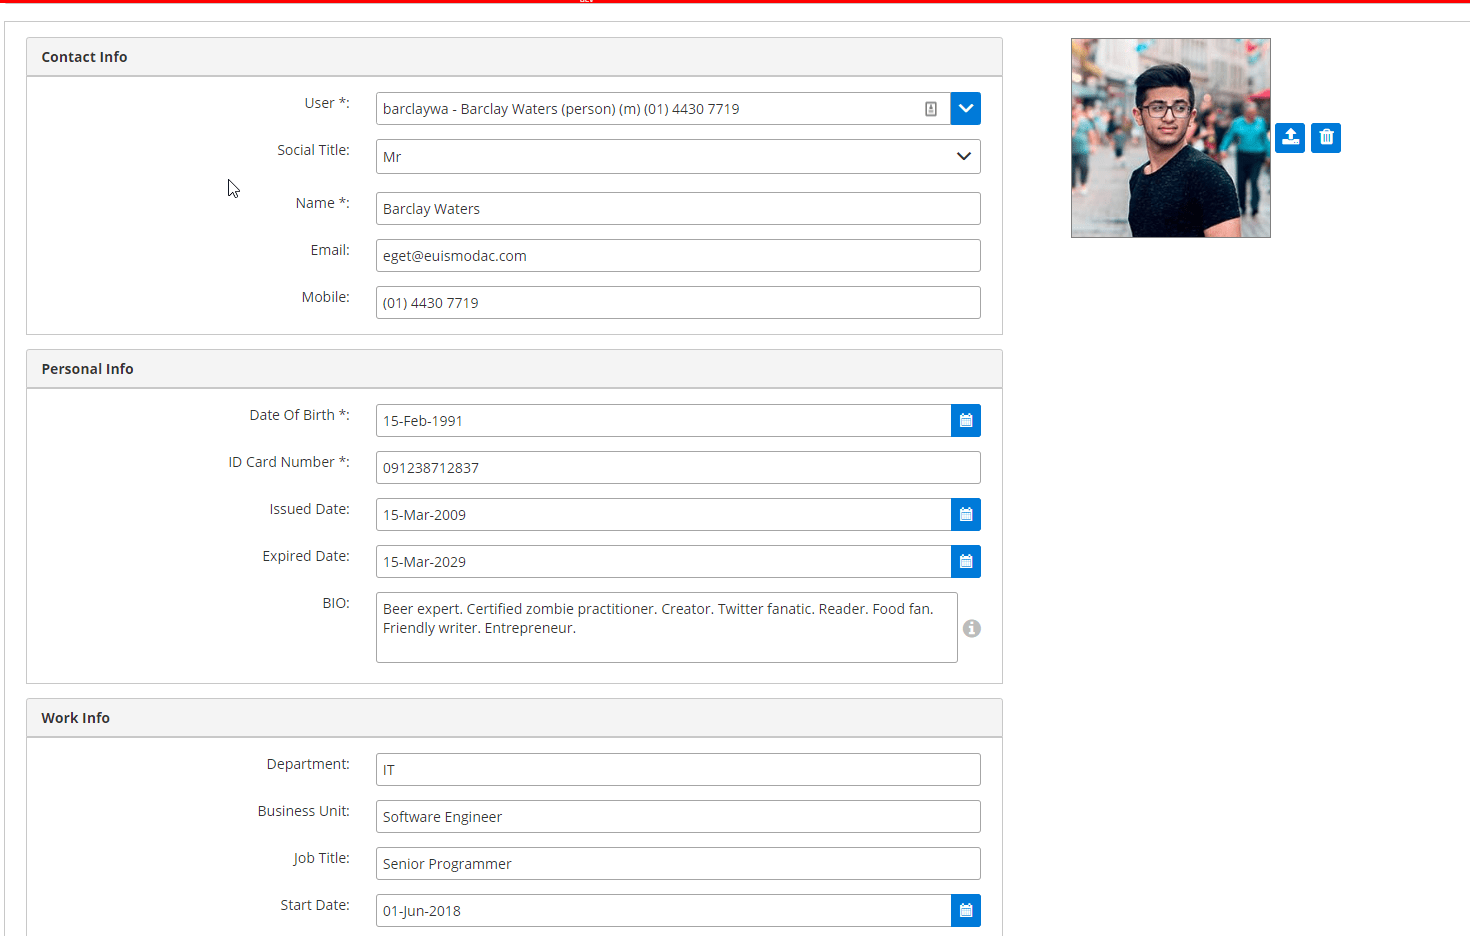 Contact Info
User *:
barclaywa - Barclay Waters (person) (m) (01) 4430 7719
Social Title:
Mr
Name *:
Barclay Waters
Email:
eget@euismodac.com
Mobile:
(01) 4430 7719
Personal Info
Date Of Birth *:
15-Feb-1991
ID Card Number *:
091238712837
Issued Date:
15-Mar-2009
Expired Date:
15-Mar-2029
BIO:
Beer expert. Certified zombie practitioner. Creator. Twitter fanatic. Reader. Food fan.
Friendly writer. Entrepreneur.
Work Info
Department:
IT
Business Unit:
Software Engineer
Job Title:
Senior Programmer
Start Date:
01-Jun-2018